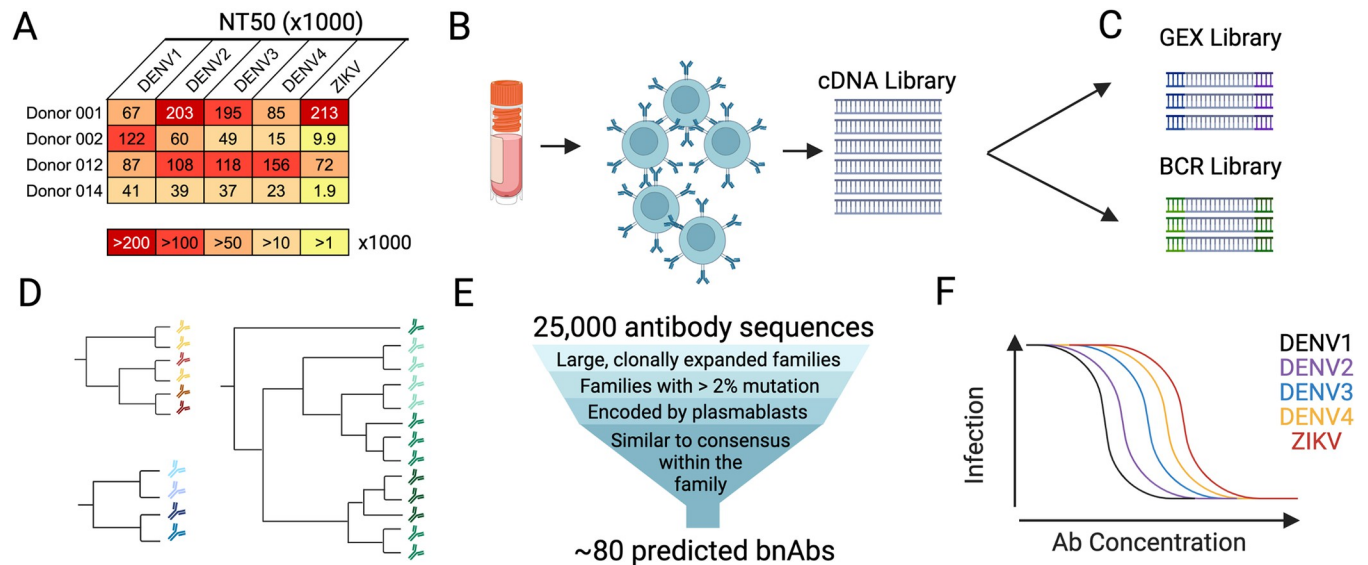 A
NT50 (x1000)
DENV1 DENV2 DENV3 DENV4 ZIKV
Donor 001 67 203 195 85 213
Donor 002 122 60 49 15 9.9
Donor 012 87 108 118 156 72
Donor 014 41 39 37 23 1.9
>200 >100 >50 >10 >1 x1000
B
cDNA Library
C
GEX Library
BCR Library
D
E
25,000 antibody sequences
Large, clonally expanded families
Families with > 2% mutation
Encoded by plasmablasts
Similar to consensus
within the
family
~80 predicted bnAbs
F
Infection
Ab Concentration
DENV1
DENV2
DENV3
DENV4
ZIKV